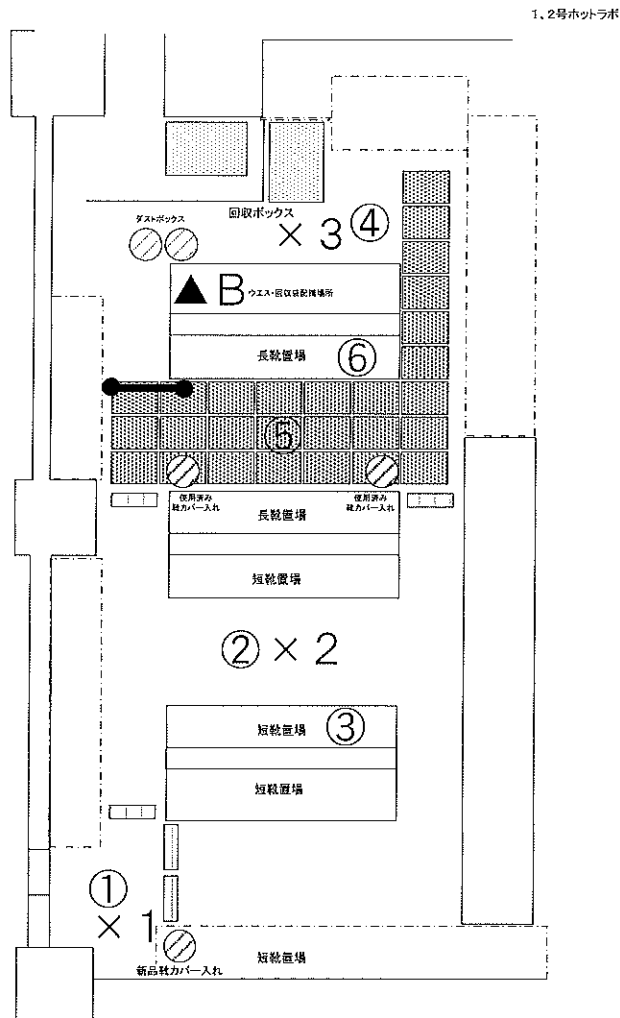 1、2号ホットラボ
回収ボックス
ダストボックス
× 3 ④
▲ B ウエス・回収袋配備場所
長靴置場 ⑥
⑤
使用済み
靴カバー入れ
使用済み
靴カバー入れ
長靴置場
短靴置場
② × 2
短靴置場 ③
短靴置場
①
× 1
新品靴カバー入れ
短靴置場